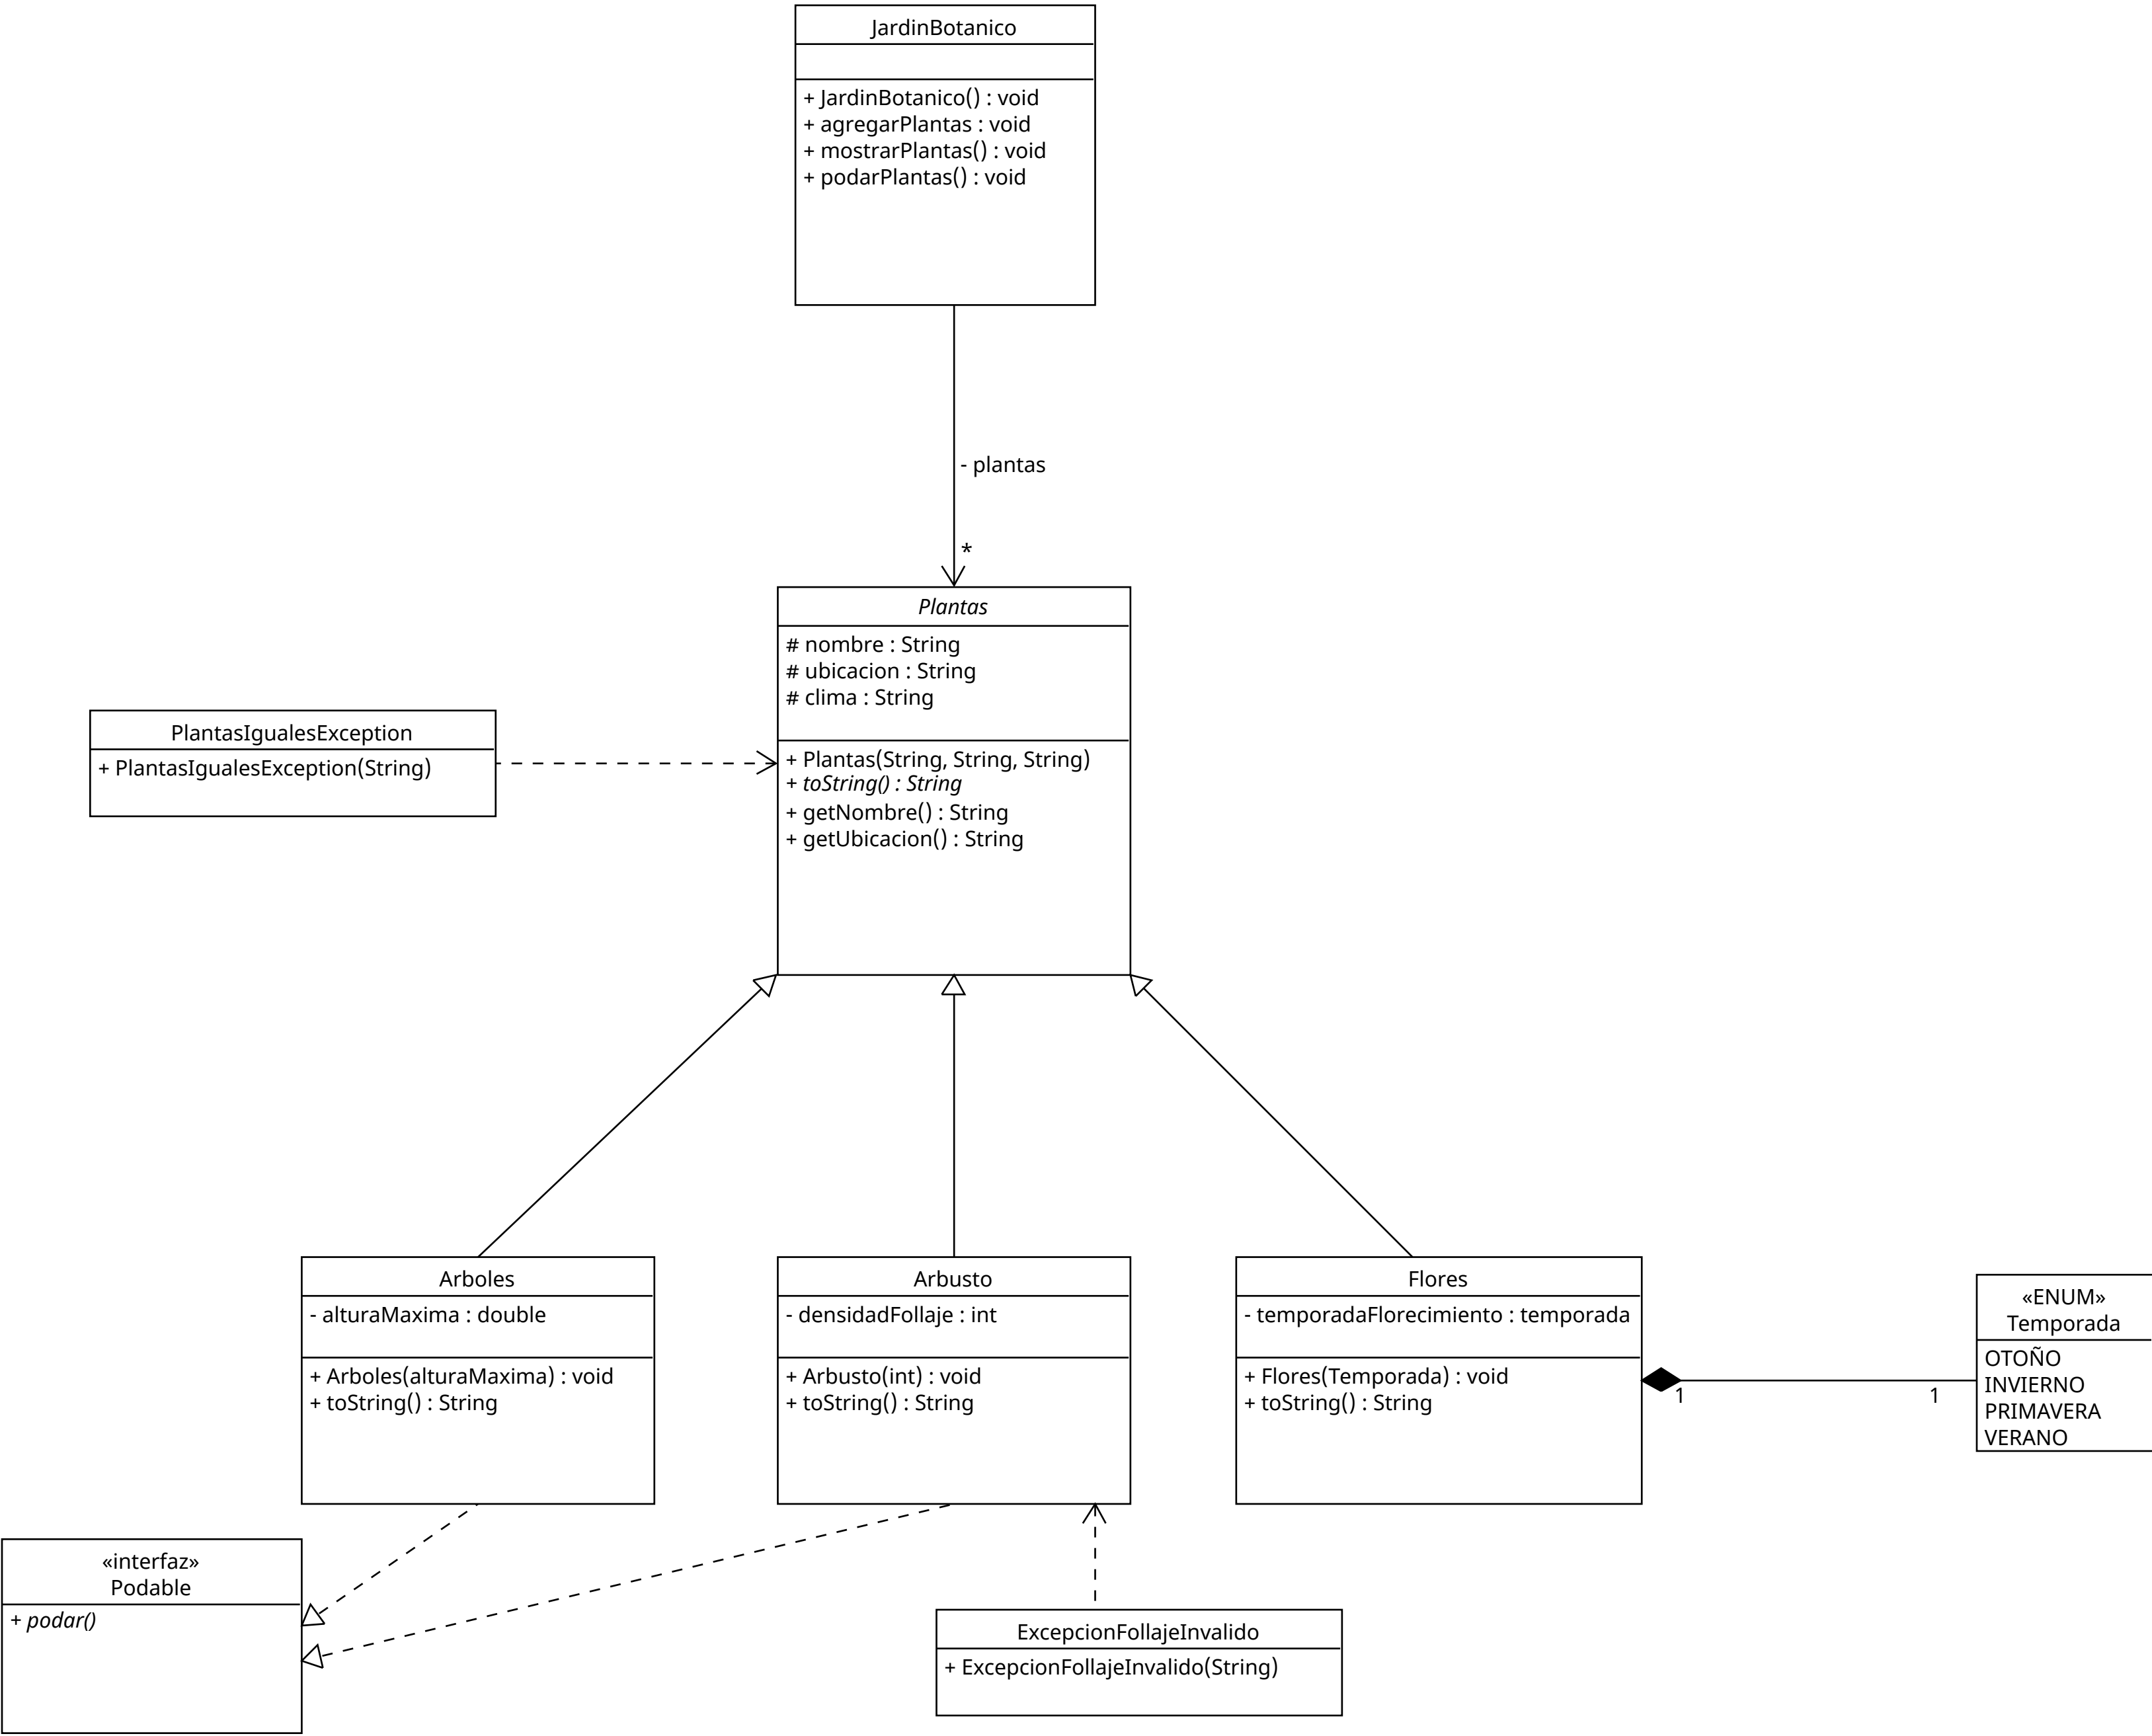 JardinBotanico
+ JardinBotanico() : void
+ agregarPlantas : void
+ mostrarPlantas() : void
+ podarPlantas() : void
- plantas
*
Plantas
# nombre : String
# ubicacion : String
# clima : String
+ Plantas(String, String, String)
+ toString() : String
+ getNombre() : String
+ getUbicacion() : String
PlantasIgualesException
+ PlantasIgualesException(String)
Arboles
- alturaMaxima : double
+ Arboles(alturaMaxima) : void
+ toString() : String
Arbusto
- densidadFollaje : int
+ Arbusto(int) : void
+ toString() : String
Flores
- temporadaFlorecimiento : temporada
+ Flores(Temporada) : void
+ toString() : String
1
1
«ENUM»
Temporada
OTOÑO
INVIERNO
PRIMAVERA
VERANO
«interfaz»
Podable
+ podar()
ExcepcionFollajeInvalido
+ ExcepcionFollajeInvalido(String)